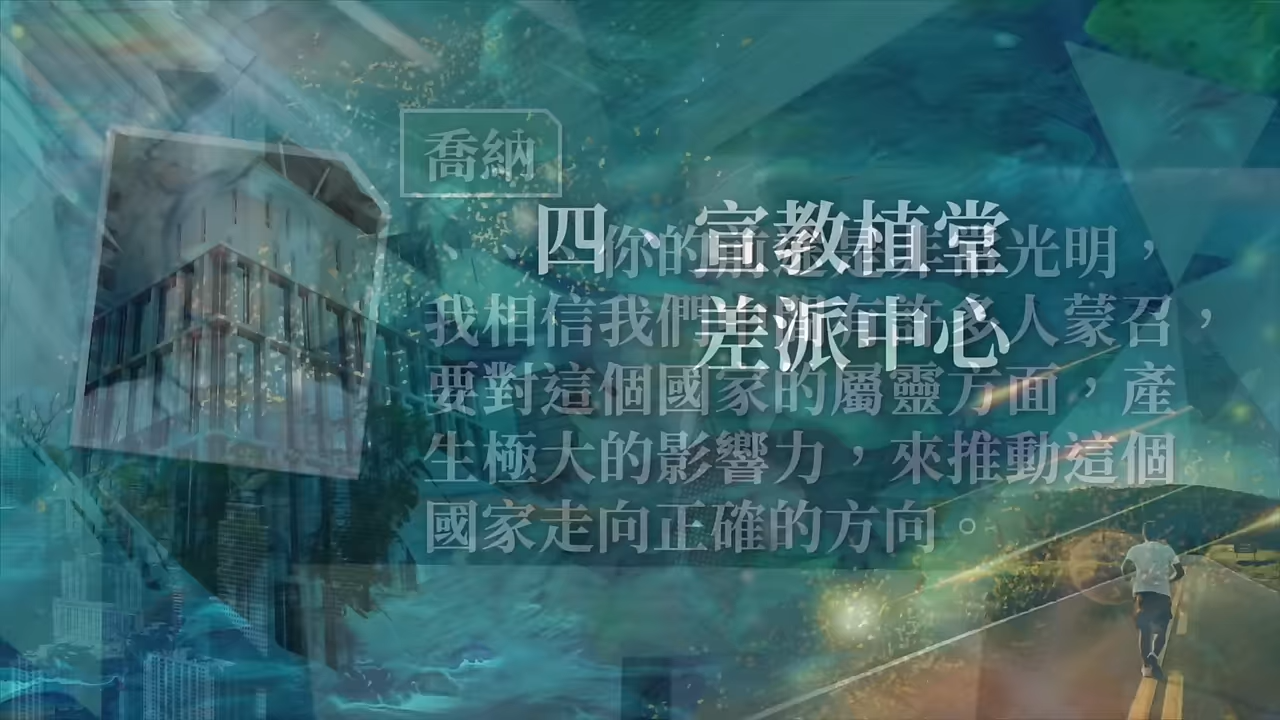 喬納
四、宣教植堂
差派中心
你的 光明，
我相信我們 多人蒙召，
要對這個國家的屬靈方面，產
生極大的影響力，來推動這個
國家走向正確的方向。